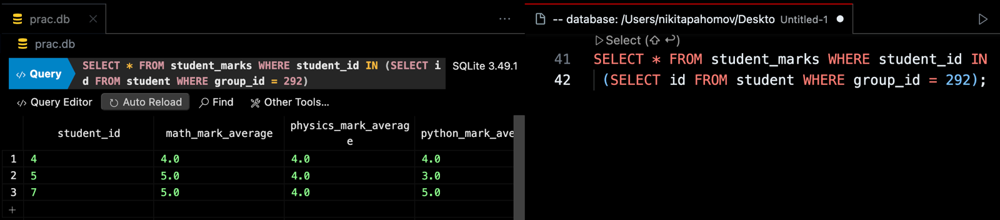 prac.db
prac.db
Query
SELECT * FROM student_marks WHERE student_id IN (SELECT i
d FROM student WHERE group_id = 292)
SQLite 3.49.1
Query Editor Auto Reload Find Other Tools...
student_id math_mark_average physics_mark_averag
e python_mark_ave
1 4 4.0 4.0 4.0
2 5 5.0 4.0 3.0
3 7 5.0 4.0 5.0
+
-- database: /Users/nikitapahomov/Deskto Untitled-1
Select (⇧ ↩)
41 SELECT * FROM student_marks WHERE student_id IN
42 (SELECT id FROM student WHERE group_id = 292);